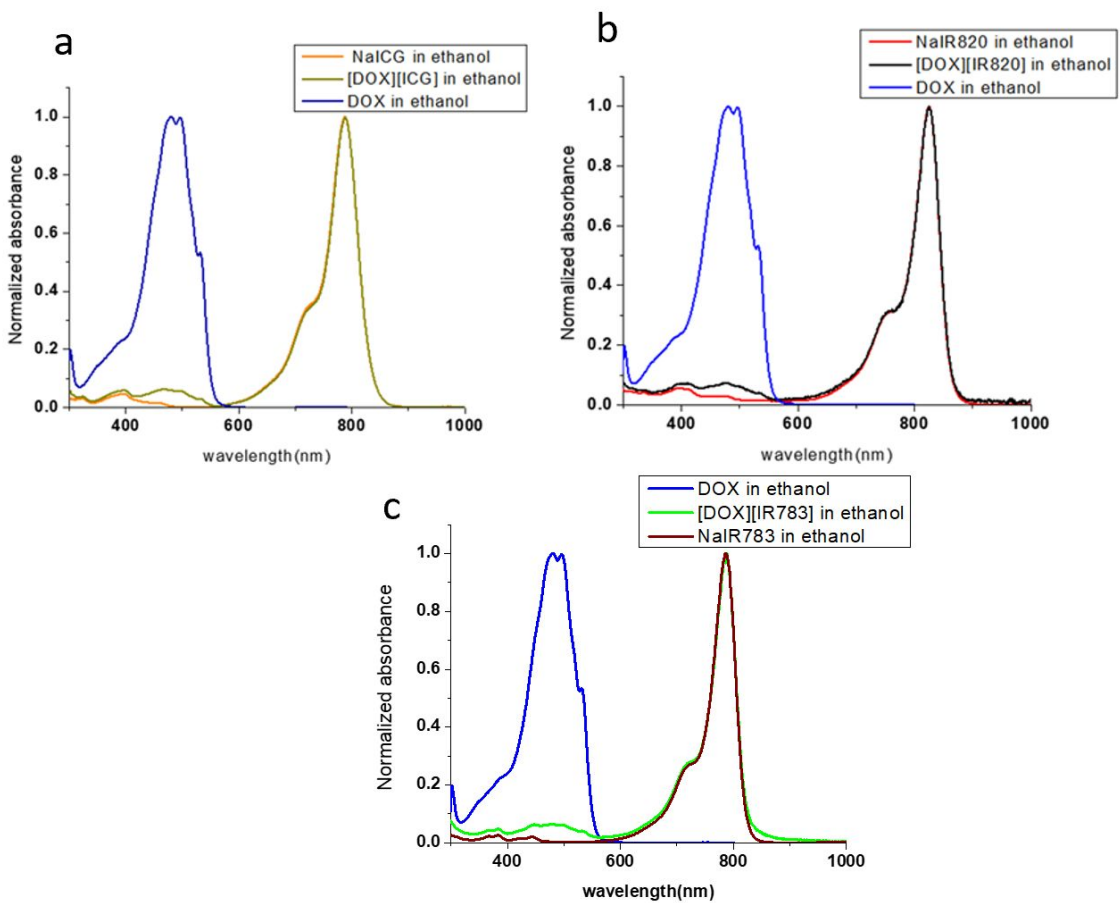 a
NaICG in ethanol
[DOX][ICG] in ethanol
DOX in ethanol
1.0
0.8
0.6
0.4
0.2
0.0
Normalized absorbance
400
600
800
1000
wavelength(nm)
b
NaIR820 in ethanol
[DOX][IR820] in ethanol
DOX in ethanol
1.0
0.8
0.6
0.4
0.2
0.0
Normalized absorbance
400
600
800
1000
wavelength(nm)
c
DOX in ethanol
[DOX][IR783] in ethanol
NaIR783 in ethanol
1.0
0.8
0.6
0.4
0.2
0.0
Normalized absorbance
400
600
800
1000
wavelength(nm)